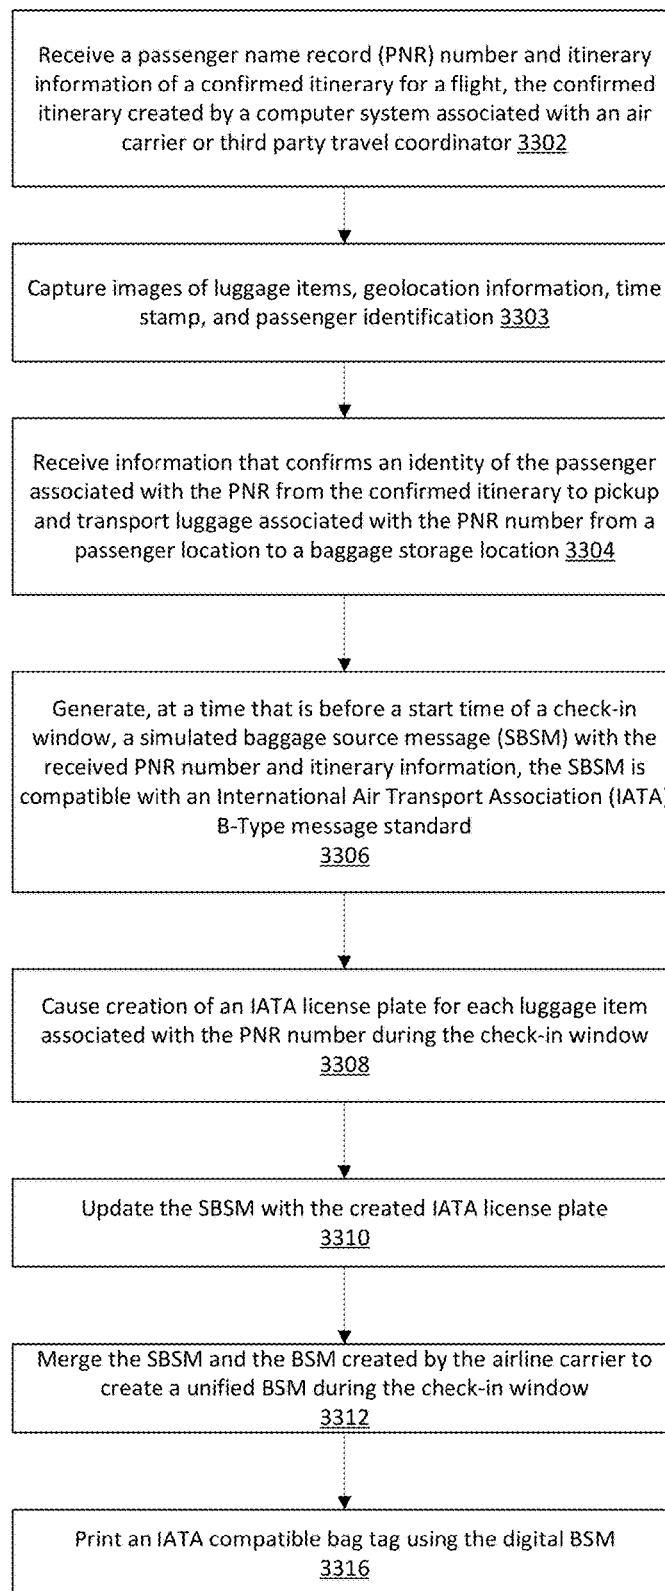 Receive a passenger name record (PNR) number and itinerary
information of a confirmed itinerary for a flight, the confirmed
itinerary created by a computer system associated with an air
carrier or third party travel coordinator 3302
Capture images of luggage items, geolocation information, time
stamp, and passenger identification 3303
Receive information that confirms an identity of the passenger
associated with the PNR from the confirmed itinerary to pickup
and transport luggage associated with the PNR number from a
passenger location to a baggage storage location 3304
Generate, at a time that is before a start time of a check-in
window, a simulated baggage source message (SBSM) with the
received PNR number and itinerary information, the SBSM is
compatible with an International Air Transport Association (IATA)
B-Type message standard
3306
Cause creation of an IATA license plate for each luggage item
associated with the PNR number during the check-in window
3308
Update the SBSM with the created IATA license plate
3310
Merge the SBSM and the BSM created by the airline carrier to
create a unified BSM during the check-in window
3312
Print an IATA compatible bag tag using the digital BSM
3316